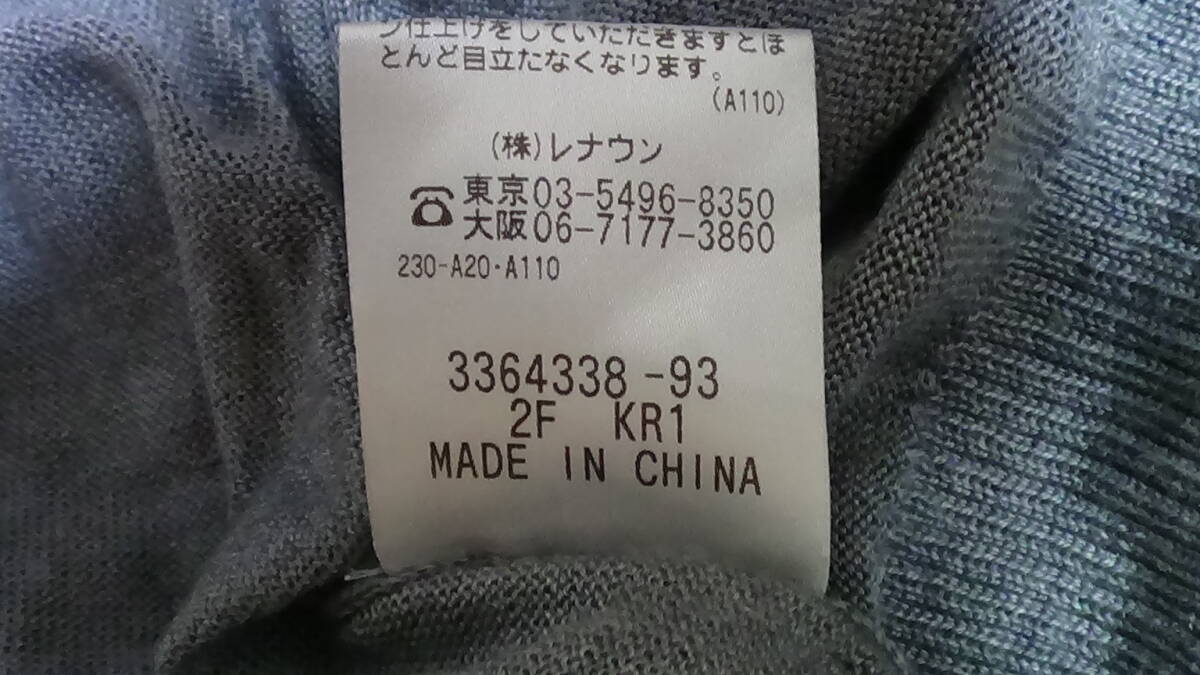 ン仕上げをしていただきますとほ
とんど目立たなくなります。
(A110)
(株)レナウン
東京03-5496-8350
大阪06-7177-3860
230-A20・A110
3364338-93
2F KR1
MADE IN CHINA